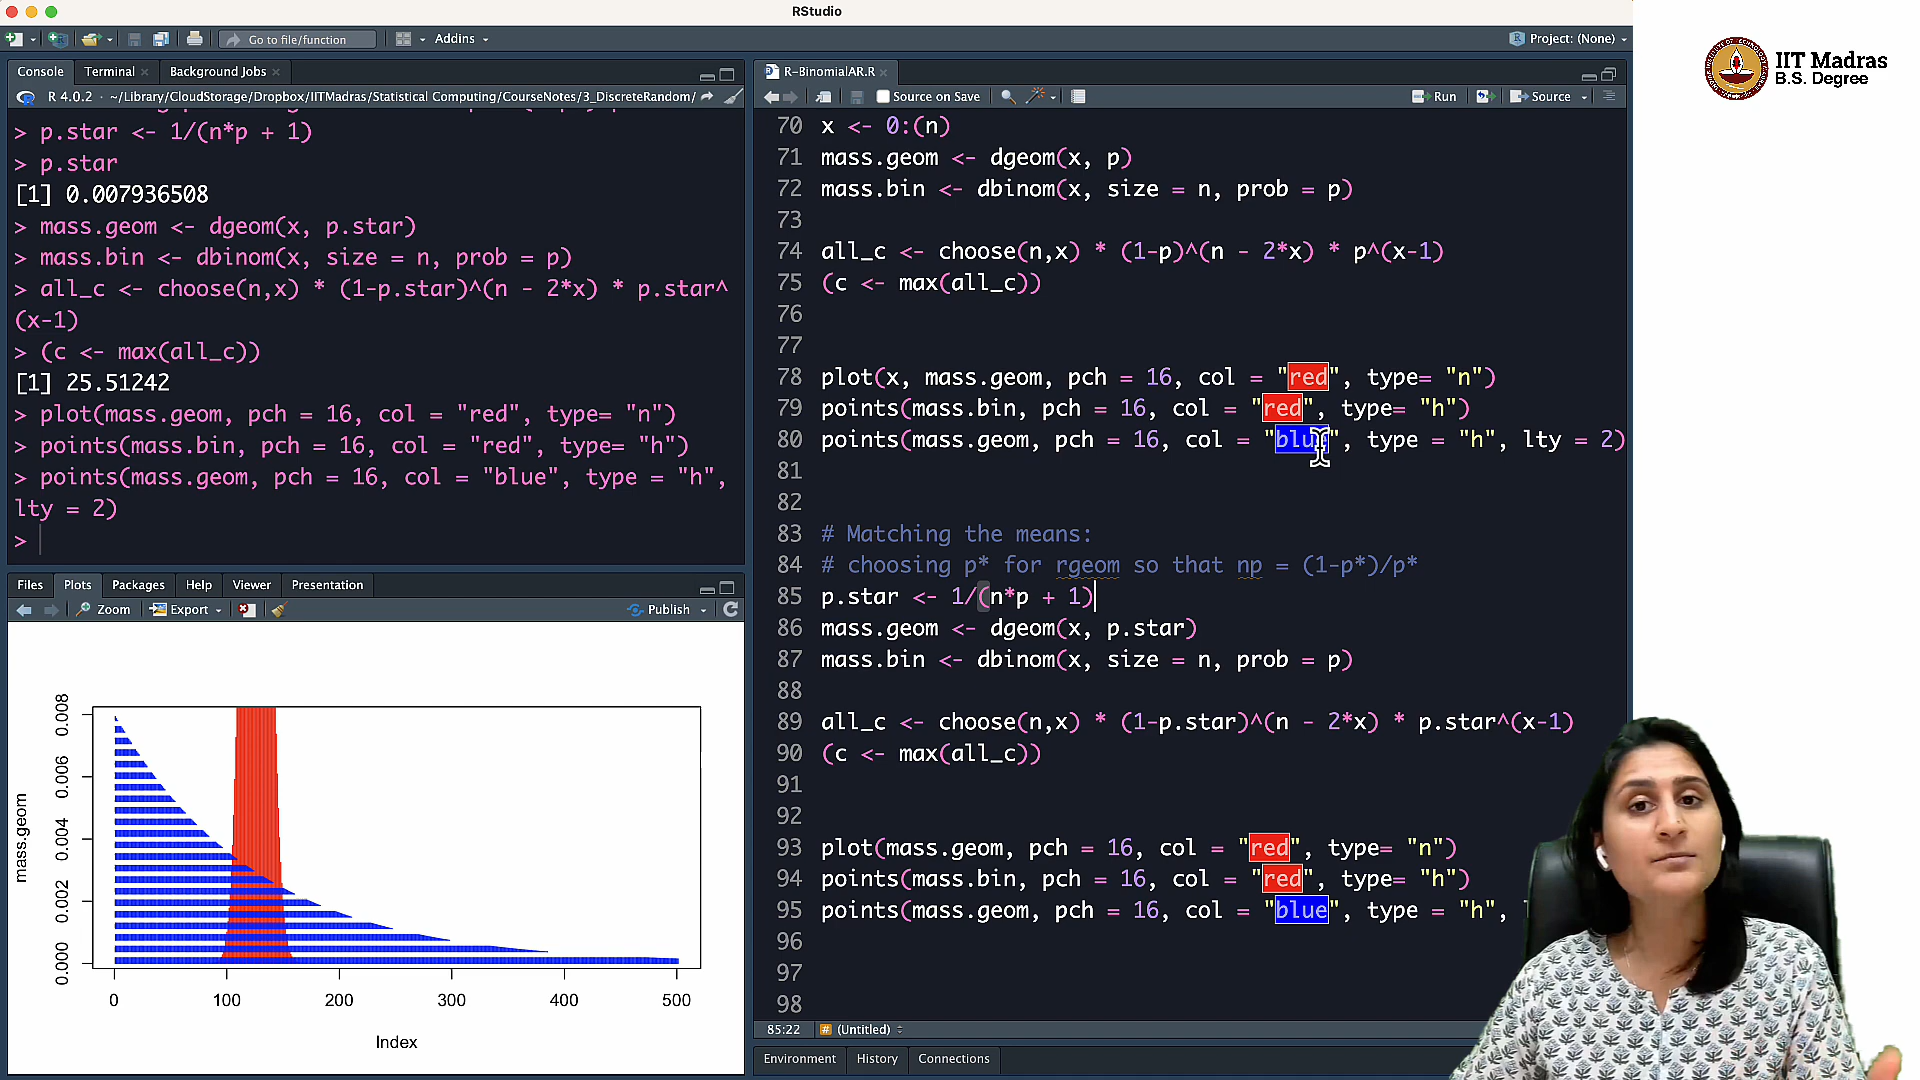 RStudio
Go to file/function
Addins
Project: (None)
IIT Madras
B.S. Degree
Console
Terminal
Background Jobs
R 4.0.2 · ~/Library/CloudStorage/Dropbox/IITMadras/Statistical Computing/CourseNotes/3_DiscreteRandom/
> p.star <- 1/(n*p + 1)
> p.star
[1] 0.007936508
> mass.geom <- dgeom(x, p.star)
> mass.bin <- dbinom(x, size = n, prob = p)
> all_c <- choose(n,x) * (1-p.star)^(n - 2*x) * p.star^
(x-1)
> (c <- max(all_c))
[1] 25.51242
> plot(mass.geom, pch = 16, col = "red", type= "n")
> points(mass.bin, pch = 16, col = "red", type= "h")
> points(mass.geom, pch = 16, col = "blue", type = "h",
lty = 2)
>
Files
Plots
Packages
Help
Viewer
Presentation
Zoom
Export
Publish
mass.geom
0.008
0.006
0.004
0.002
0.000
0
100
200
300
400
500
Index
R-BinomialAR.R
Source on Save
Run
Source
70 x <- 0:(n)
71 mass.geom <- dgeom(x, p)
72 mass.bin <- dbinom(x, size = n, prob = p)
73
74 all_c <- choose(n,x) * (1-p)^(n - 2*x) * p^(x-1)
75 (c <- max(all_c))
76
77
78 plot(x, mass.geom, pch = 16, col = "red", type= "n")
79 points(mass.bin, pch = 16, col = "red", type= "h")
80 points(mass.geom, pch = 16, col = "blue", type = "h", lty = 2)
81
82
83 # Matching the means:
84 # choosing p* for rgeom so that np = (1-p*)/p*
85 p.star <- 1/(n*p + 1)
86 mass.geom <- dgeom(x, p.star)
87 mass.bin <- dbinom(x, size = n, prob = p)
88
89 all_c <- choose(n,x) * (1-p.star)^(n - 2*x) * p.star^(x-1)
90 (c <- max(all_c))
91
92
93 plot(mass.geom, pch = 16, col = "red", type= "n")
94 points(mass.bin, pch = 16, col = "red", type= "h")
95 points(mass.geom, pch = 16, col = "blue", type = "h",
96
97
98
85:22
(Untitled)
Environment
History
Connections